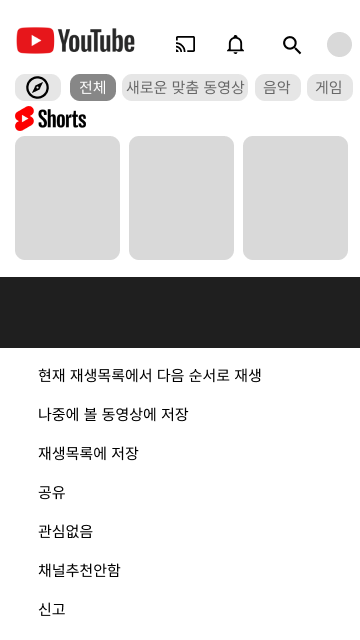 YouTube
전체 새로운 맞춤 동영상 음악 게임
Shorts
현재 재생목록에서 다음 순서로 재생
나중에 볼 동영상에 저장
재생목록에 저장
공유
관심없음
채널추천안함
신고